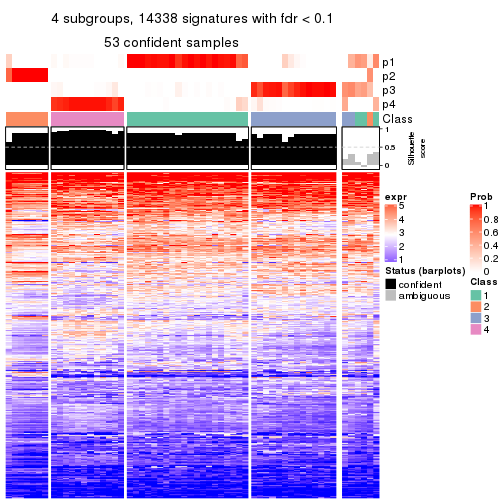 4 subgroups, 14338 signatures with fdr < 0.1
53 confident samples
p1
p2
p3
p4
Class
1
0.5
0
Silhouette
score
expr
5
4
3
2
1
Status (barplots)
confident
ambiguous
Prob
1
0.8
0.6
0.4
0.2
0
Class
1
2
3
4